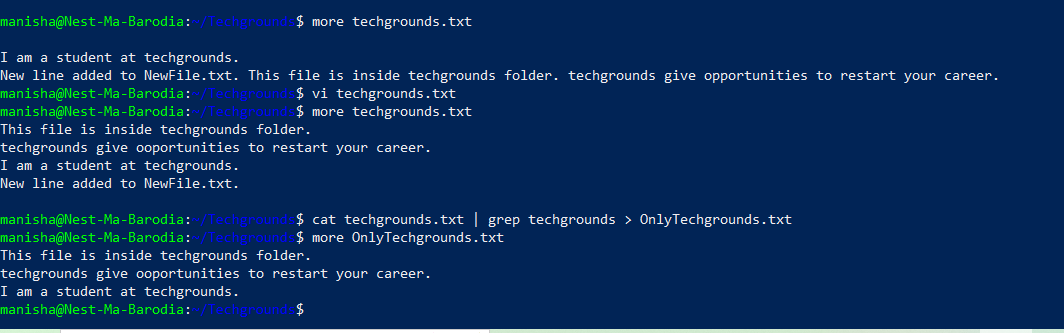 manisha@Nest-Ma-Barodia:~/Techgrounds$ more techgrounds.txt
I am a student at techgrounds.
New line added to NewFile.txt. This file is inside techgrounds folder. techgrounds give opportunities to restart your career.
manisha@Nest-Ma-Barodia:~/Techgrounds$ vi techgrounds.txt
manisha@Nest-Ma-Barodia:~/Techgrounds$ more techgrounds.txt
This file is inside techgrounds folder.
techgrounds give ooportunities to restart your career.
I am a student at techgrounds.
New line added to NewFile.txt.
manisha@Nest-Ma-Barodia:~/Techgrounds$ cat techgrounds.txt | grep techgrounds > OnlyTechgrounds.txt
manisha@Nest-Ma-Barodia:~/Techgrounds$ more OnlyTechgrounds.txt
This file is inside techgrounds folder.
techgrounds give ooportunities to restart your career.
I am a student at techgrounds.
manisha@Nest-Ma-Barodia:~/Techgrounds$